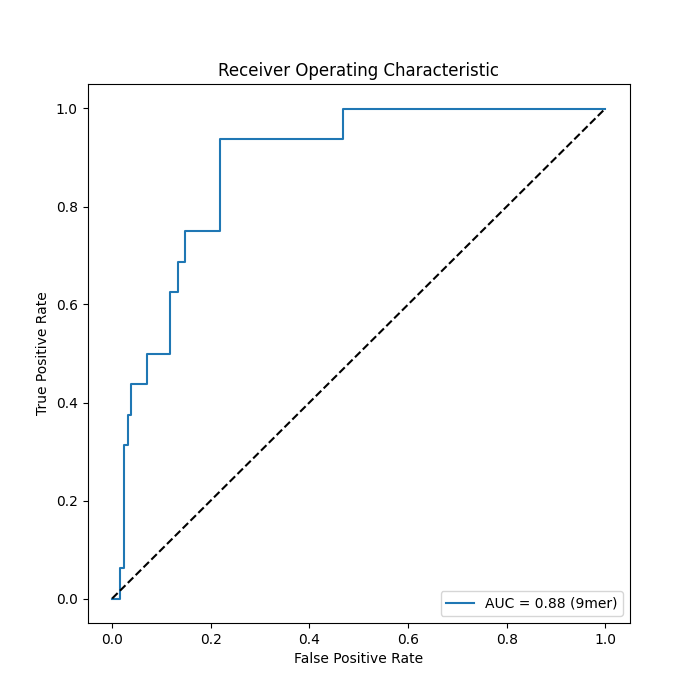 Receiver Operating Characteristic
True Positive Rate
1.0
0.8
0.6
0.4
0.2
0.0
AUC = 0.88 (9mer)
0.0 0.2 0.4 0.6 0.8 1.0
False Positive Rate